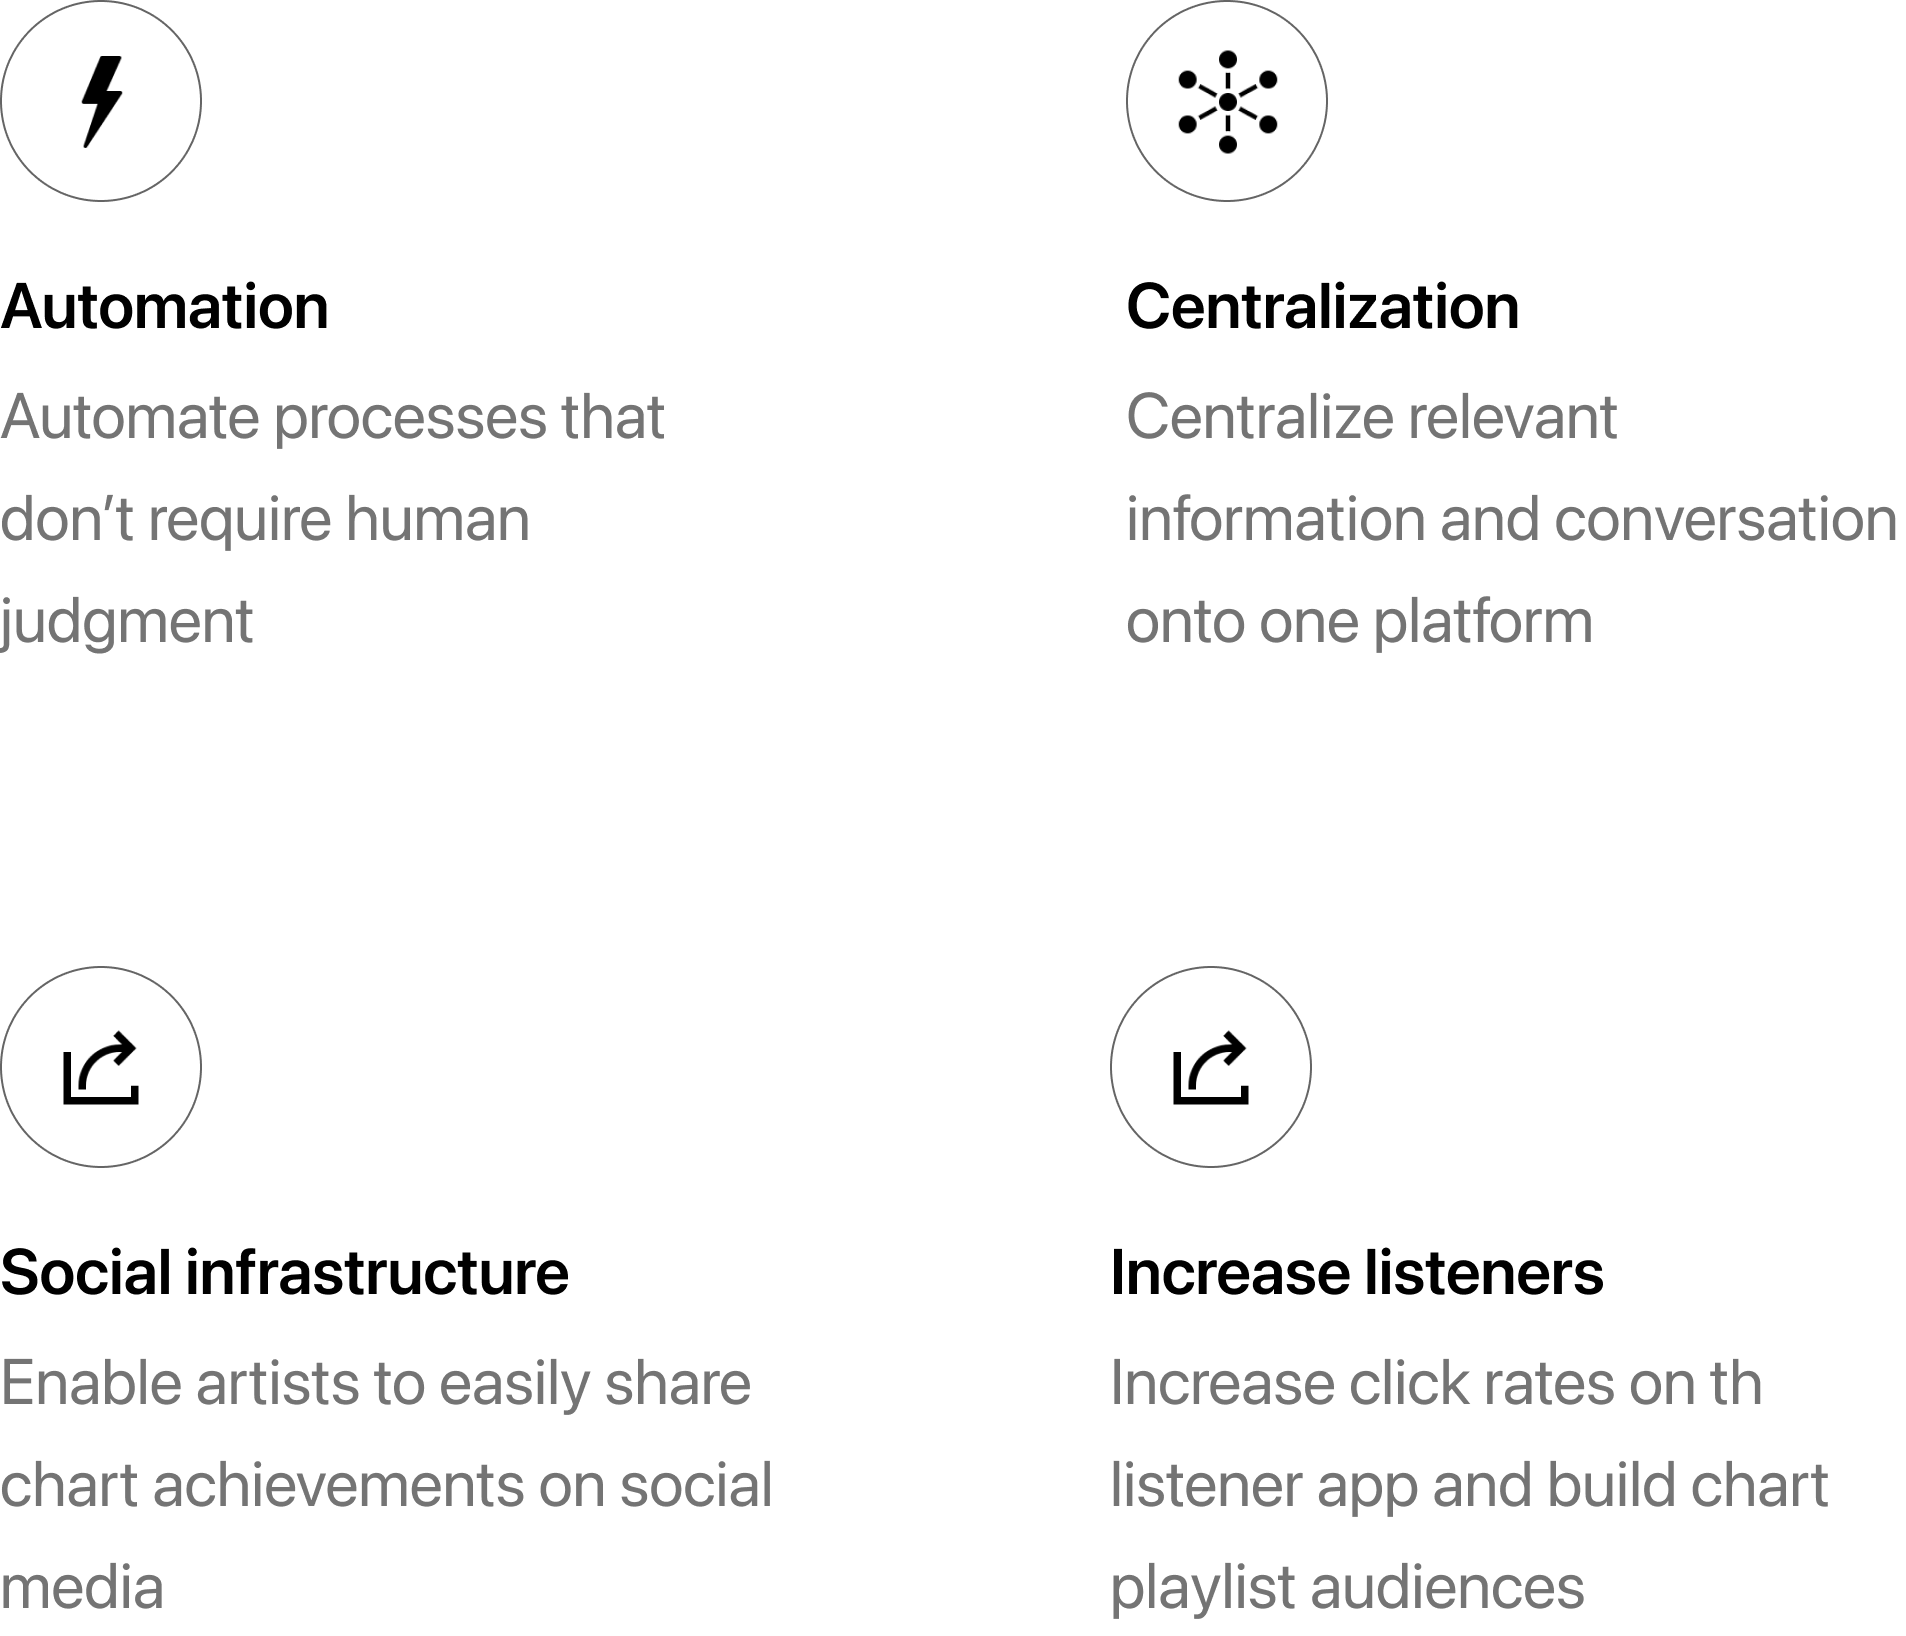 Automation
Automate processes that
don’t require human
judgment
Centralization
Centralize relevant
information and conversation
onto one platform
Social infrastructure
Enable artists to easily share
chart achievements on social
media
Increase listeners
Increase click rates on th
listener app and build chart
playlist audiences